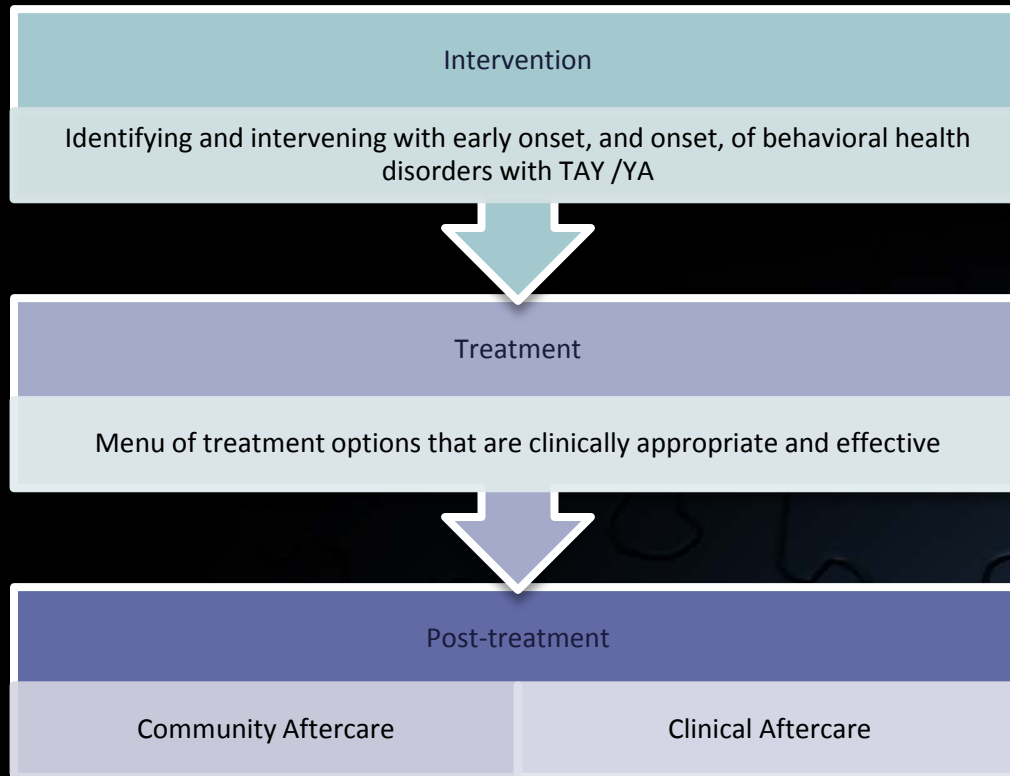 Intervention
Identifying and intervening with early onset, and onset, of behavioral health
disorders with TAY /YA
Treatment
Menu of treatment options that are clinically appropriate and effective
Post-treatment
Community Aftercare
Clinical Aftercare